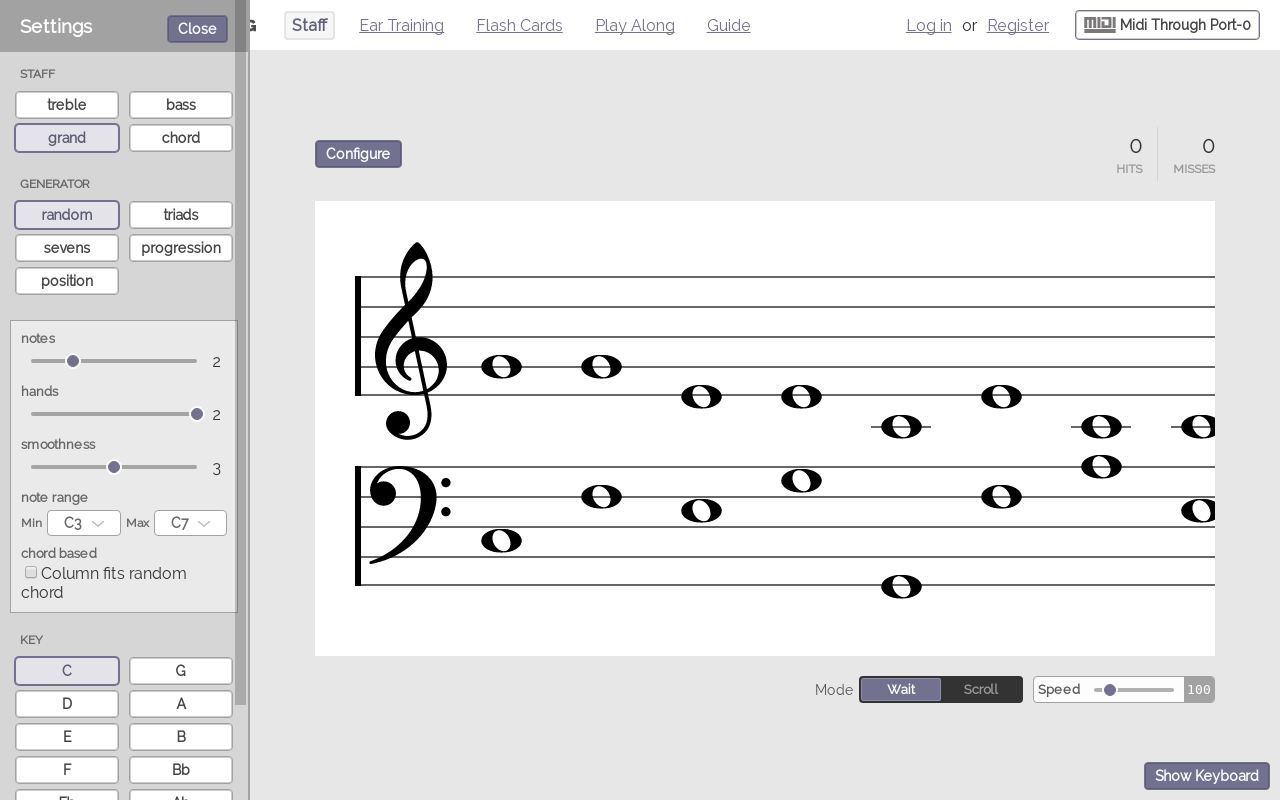 Settings
Close
G
Staff
Ear Training
Flash Cards
Play Along
Guide
Log in or Register
MIDI Midi Through Port-0
STAFF
treble
bass
grand
chord
GENERATOR
random
triads
sevens
progression
position
notes
2
hands
2
smoothness
3
note range
Min C3 Max C7
chord based
Column fits random
chord
KEY
C
G
D
A
E
B
F
Bb
Configure
0
HITS
0
MISSES
Mode Wait Scroll
Speed 100
Show Keyboard